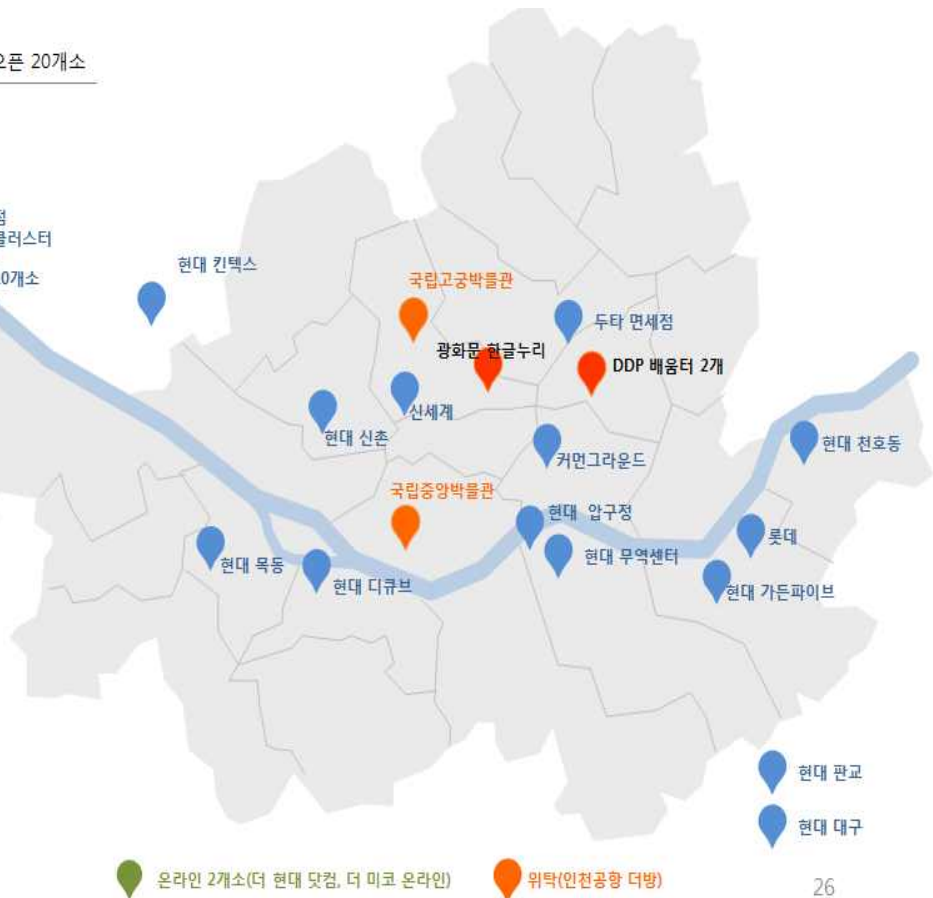 오픈 20개소
점
클러스터
0개소
현대 킨텍스
국립고궁박물관
두타 면세점
광화문 한글누리
DDP 배움터 2개
신세계
현대 신촌
현대 천호동
커먼그라운드
국립중앙박물관
현대 압구정
롯데
현대 무역센터
현대 목동
현대 디큐브
현대 가든파이브
현대 판교
현대 대구
온라인 2개소(더 현대 닷컴, 더 미코 온라인)
위탁(인천공항 더방)
26